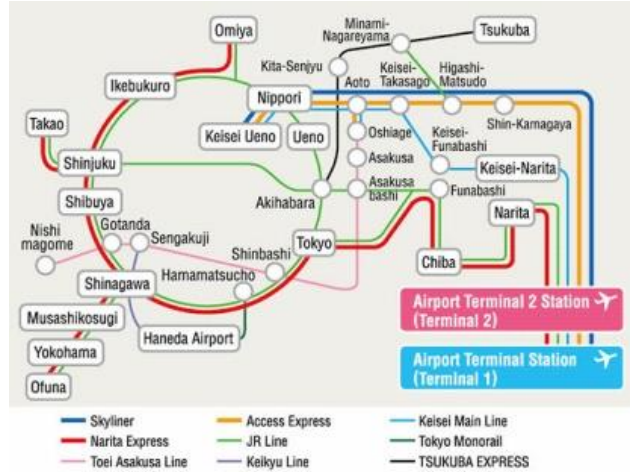 Omiya
Minami-
Nagareyama
Tsukuba
Kita-Senjyu
Ikebukuro
Nippori
Aoto
Keisei-
Takasago
Higashi-
Matsudo
Takao
Keisei Ueno
Ueno
Oshiage
Shin-Kamagaya
Shinjuku
Asakusa
Keisei-
Funabashi
Keisei-Narita
Shibuya
Akihabara
Asakusa
bashi
Funabashi
Narita
Nishi
magome
Gotanda
Sengakuji
Shinbashi
Tokyo
Chiba
Shinagawa
Hamamatsucho
Musashikosugi
Haneda Airport
Airport Terminal 2 Station
(Terminal 2)
Yokohama
Airport Terminal Station
(Terminal 1)
Ofuna
Skyliner
Access Express
Keisei Main Line
Narita Express
JR Line
Tokyo Monorail
Toei Asakusa Line
Keikyu Line
TSUKUBA EXPRESS